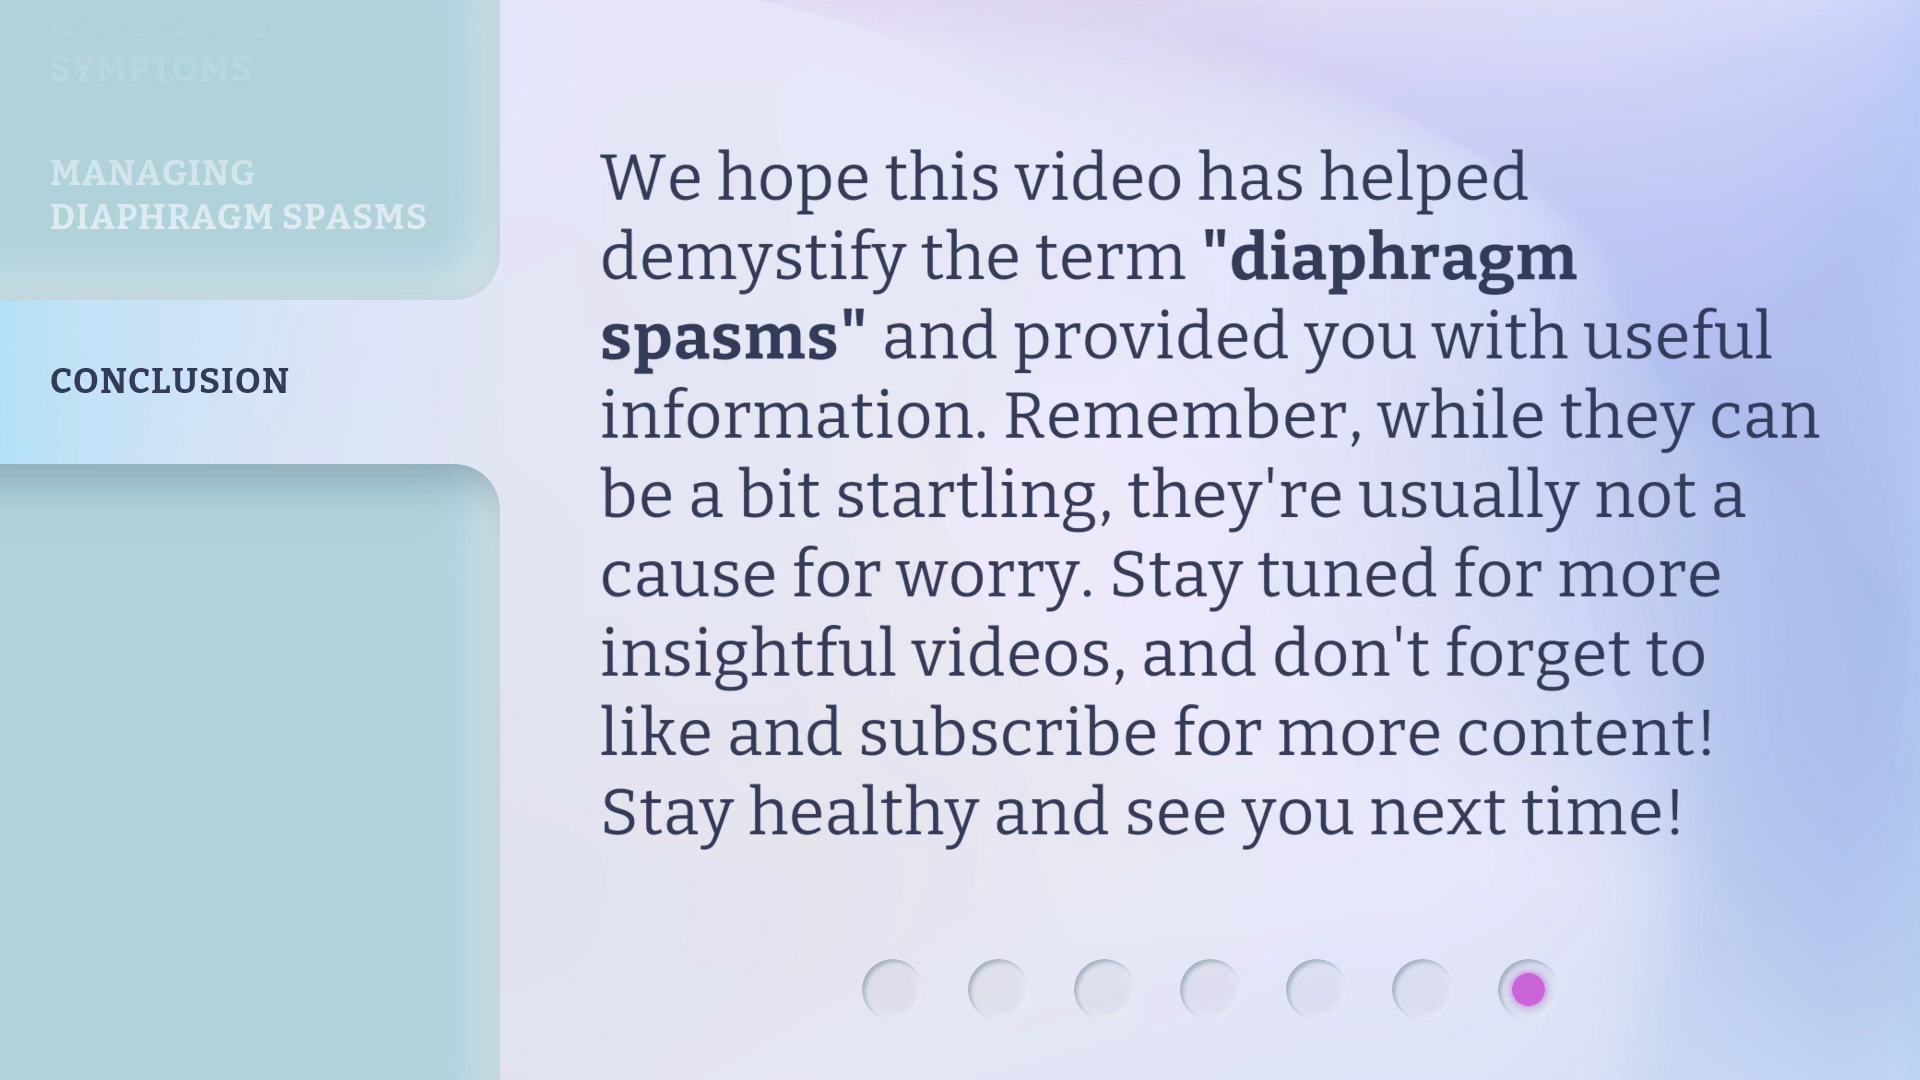 CAUSES AND
SYMPTOMS
MANAGING
DIAPHRAGM SPASMS
CONCLUSION
We hope this video has helped
demystify the term "diaphragm
spasms" and provided you with useful
information. Remember, while they can
be a bit startling, they're usually not a
cause for worry. Stay tuned for more
insightful videos, and don't forget to
like and subscribe for more content!
Stay healthy and see you next time!